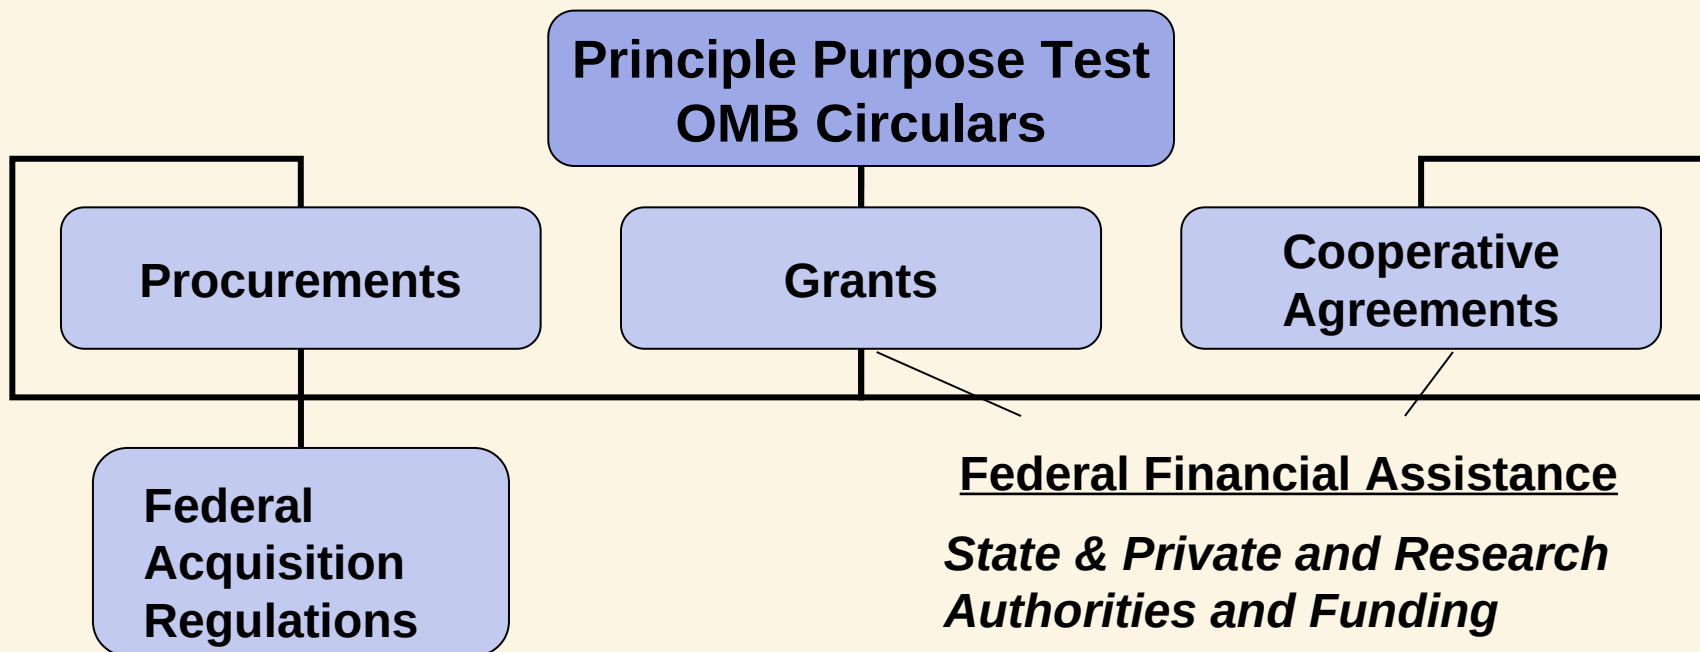 Principle Purpose Test
OMB Circulars
Procurements
Grants
Cooperative
Agreements
Federal
Acquisition
Regulations
Federal Financial Assistance
State & Private and Research
Authorities and Funding